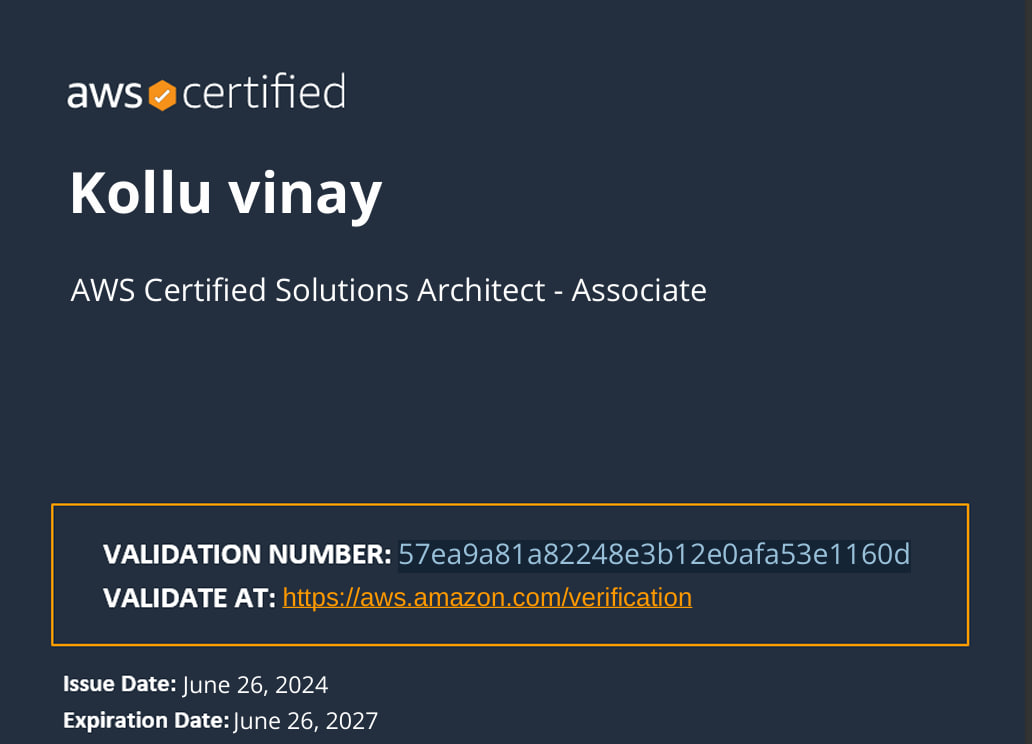 aws certified
Kollu vinay
AWS Certified Solutions Architect - Associate
VALIDATION NUMBER: 57ea9a81a82248e3b12e0afa53e1160d
VALIDATE AT: https://aws.amazon.com/verification
Issue Date: June 26, 2024
Expiration Date: June 26, 2027